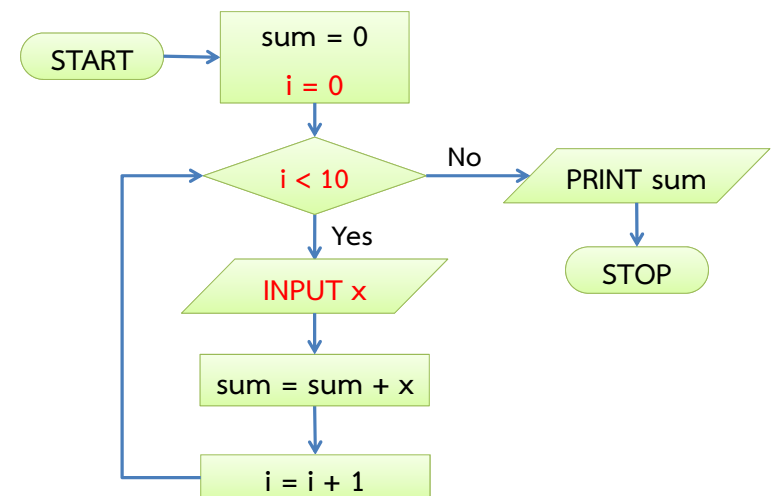 START
sum = 0
i = 0
i < 10
No
PRINT sum
STOP
Yes
INPUT x
sum = sum + x
i = i + 1